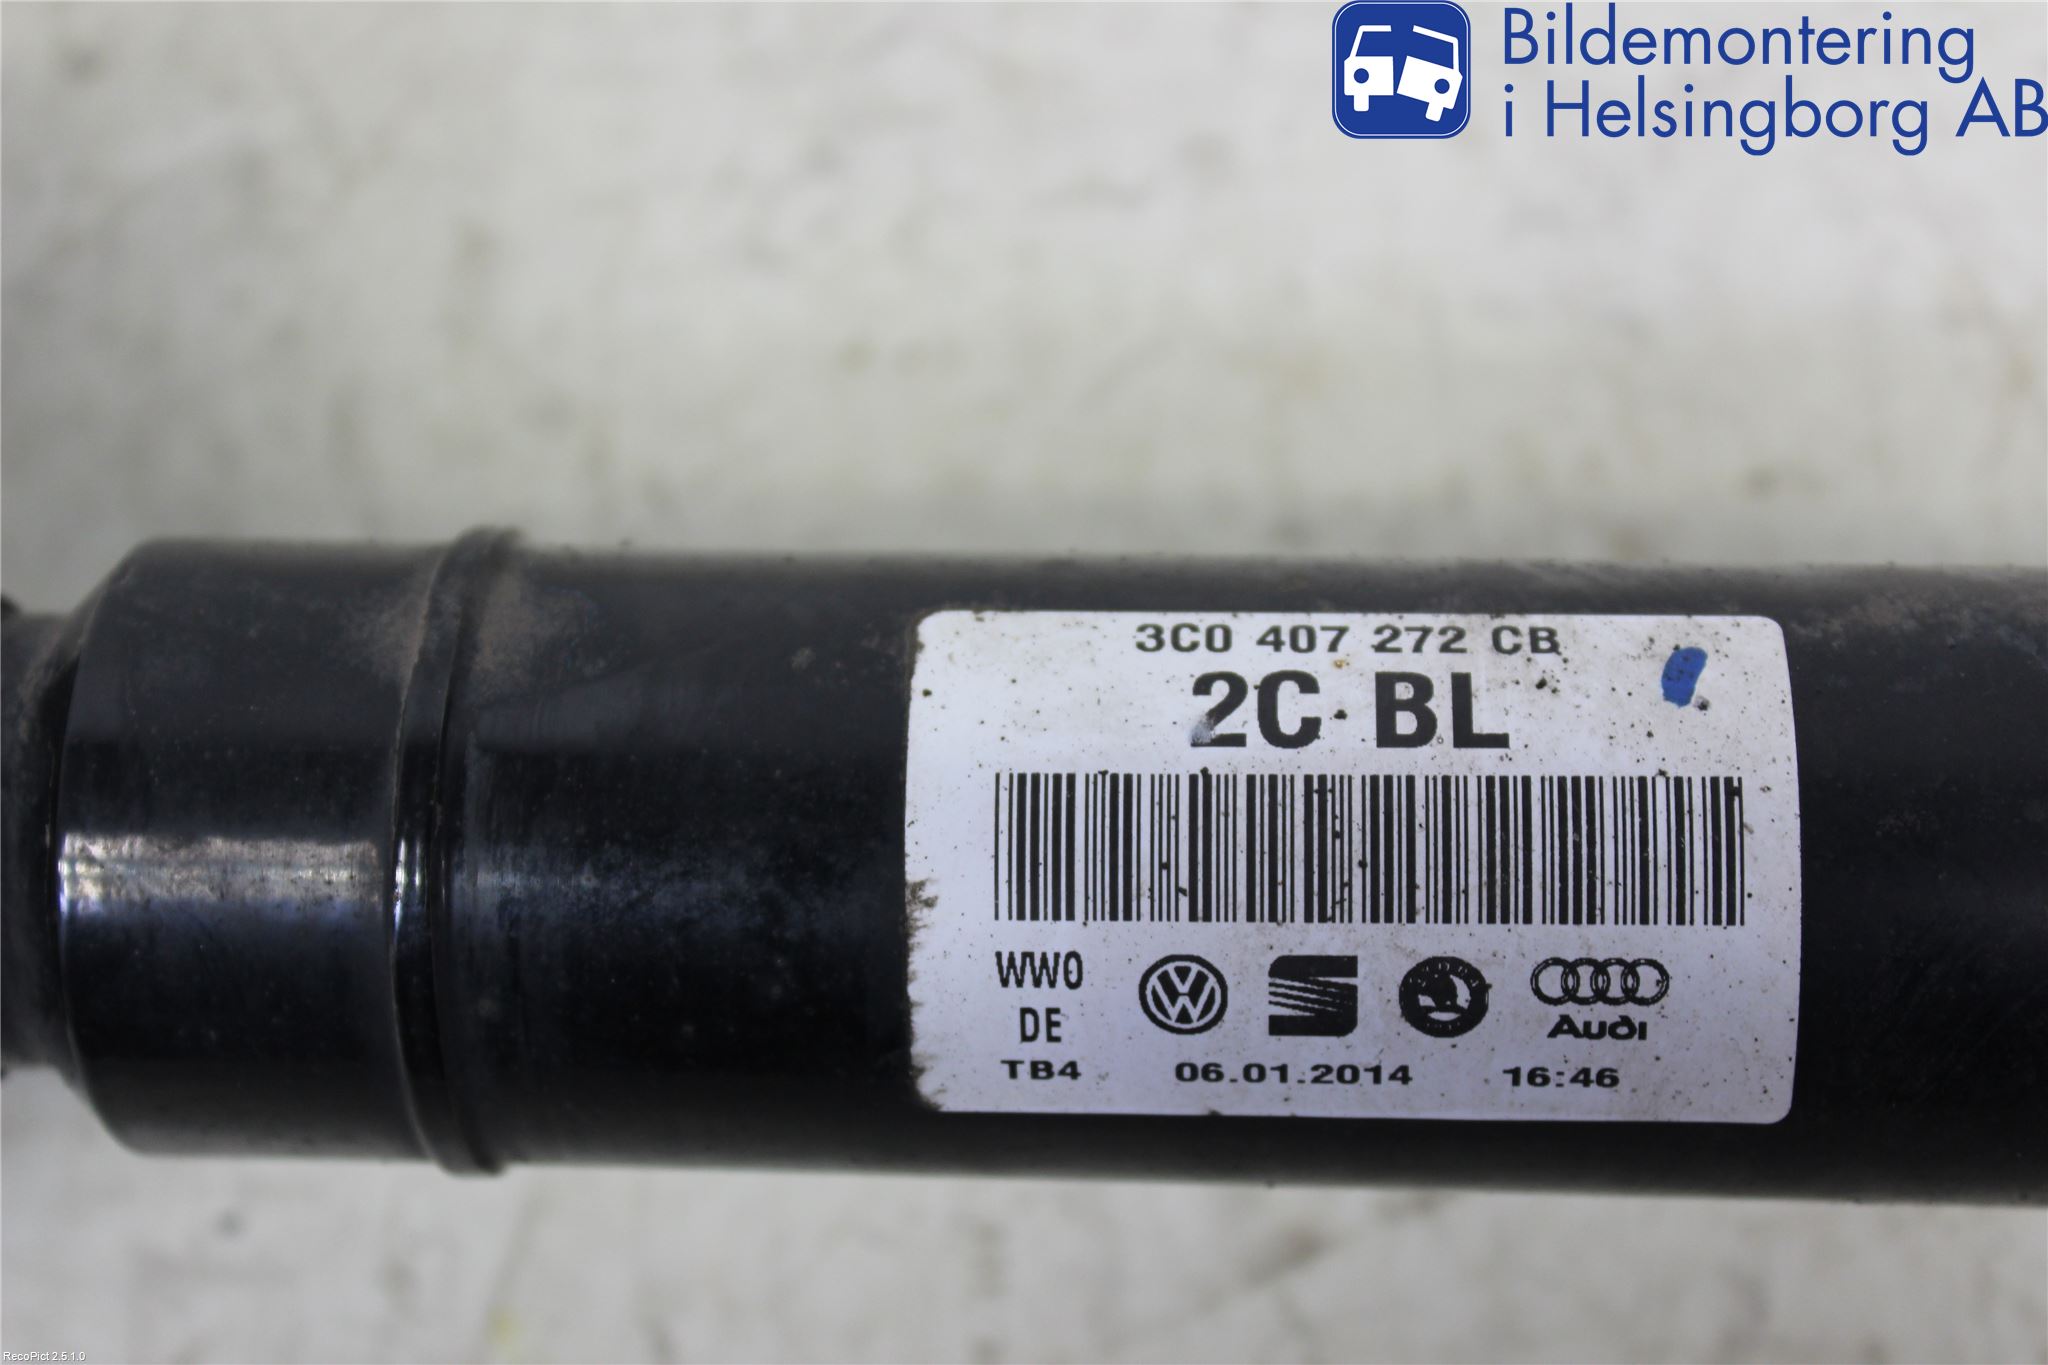 Bildemontering
i Helsingborg AB
3C0 407 272 CB
2C BL
WW0
DE
TB4
Audi
06.01.2014 16:46
RecoPict 2.5.1.0